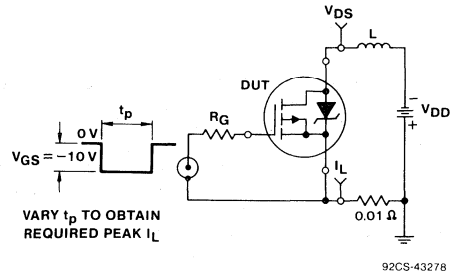 V_DS
L
DUT
t_p
0 V
V_GS = −10 V
R_G
−
V_DD
+
I_L
0.01 Ω
VARY t_p TO OBTAIN
REQUIRED PEAK I_L
92CS-43278